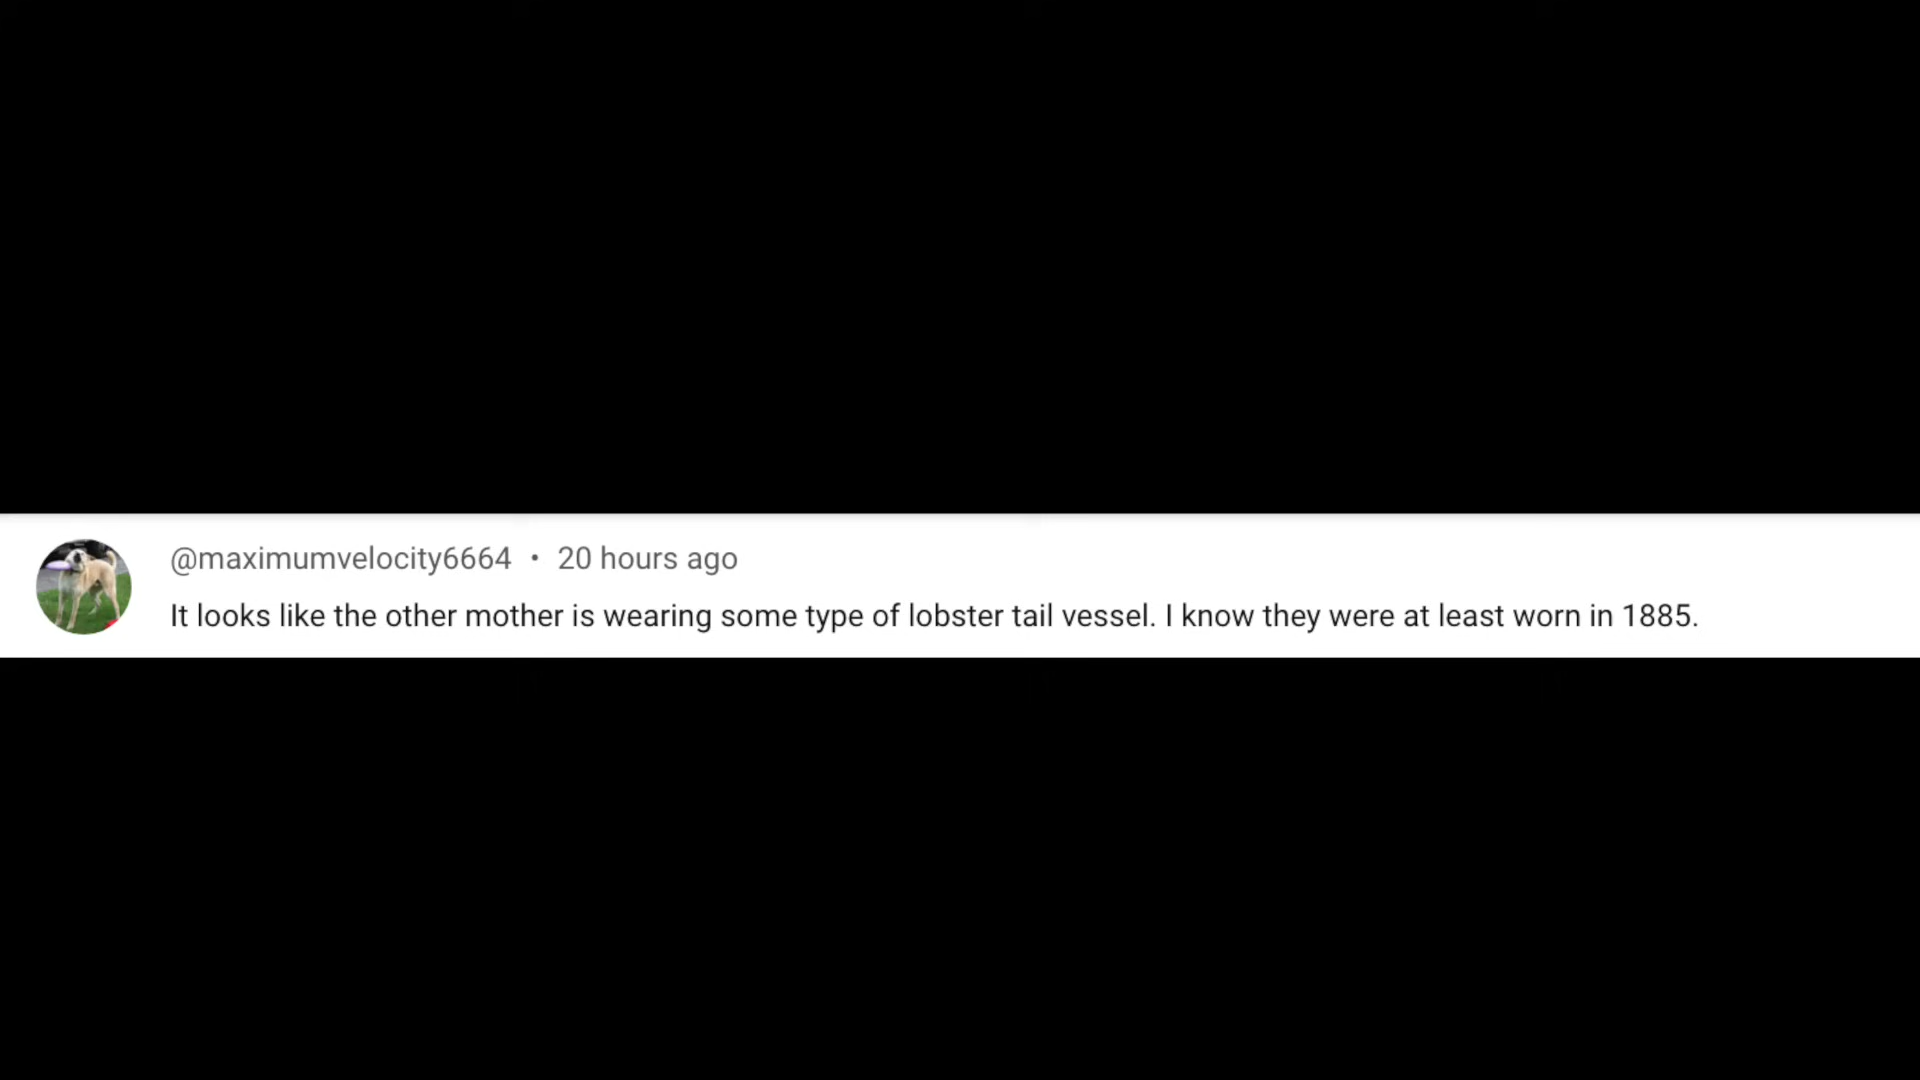 @maximumvelocity6664 • 20 hours ago
It looks like the other mother is wearing some type of lobster tail vessel. I know they were at least worn in 1885.